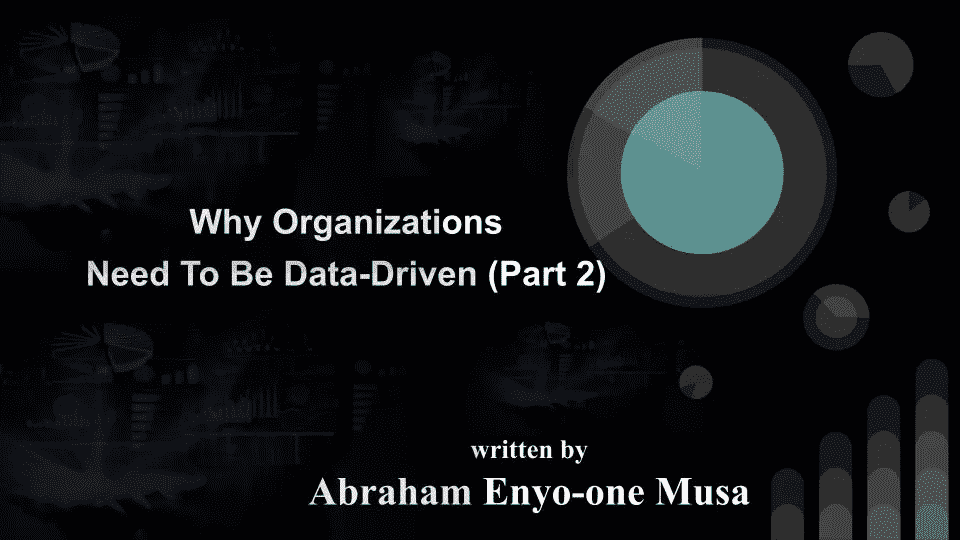 Why Organizations
Need To Be Data-Driven (Part 2)
written by
Abraham Enyo-one Musa